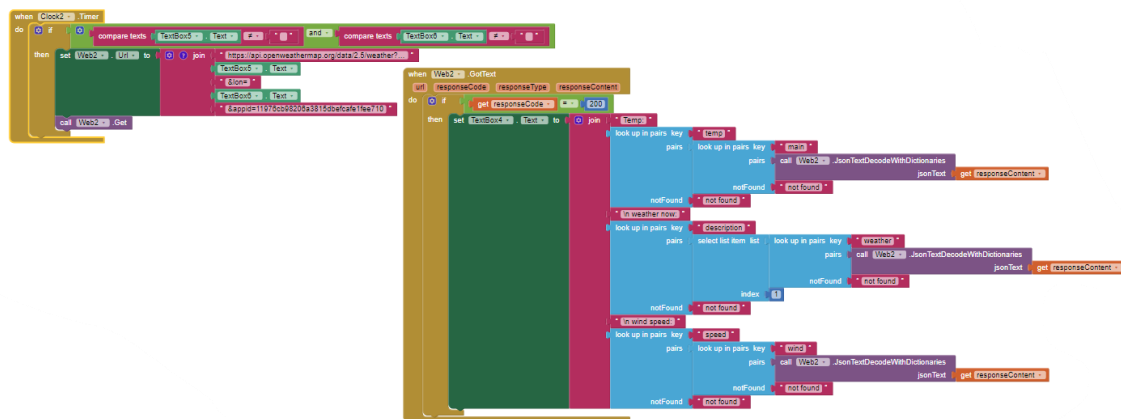 when Clock2 .Timer
do if compare texts TextBox5 . Text ≠ " " and compare texts TextBox6 . Text ≠ " "
then set Web2 . Url to join " https://api.openweathermap.org/data/2.5/weather?... "
TextBox5 . Text
" &lon= "
TextBox6 . Text
call Web2 .Get
when Web2 .GotText
url responseCode responseType responseContent
do if get responseCode = 200
then set TextBox4 . Text to join " Temp: "
look up in pairs key " temp "
pairs look up in pairs key " main "
pairs call Web2 .JsonTextDecodeWithDictionaries
jsonText get responseContent
notFound " not found "
notFound " not found "
" \n weather now: "
look up in pairs key " description "
pairs select list item list look up in pairs key " weather "
pairs call Web2 .JsonTextDecodeWithDictionaries
jsonText get responseContent
notFound " not found "
index 1
notFound " not found "
" \n wind speed: "
look up in pairs key " speed "
pairs look up in pairs key " wind "
pairs call Web2 .JsonTextDecodeWithDictionaries
jsonText get responseContent
notFound " not found "
notFound " not found "